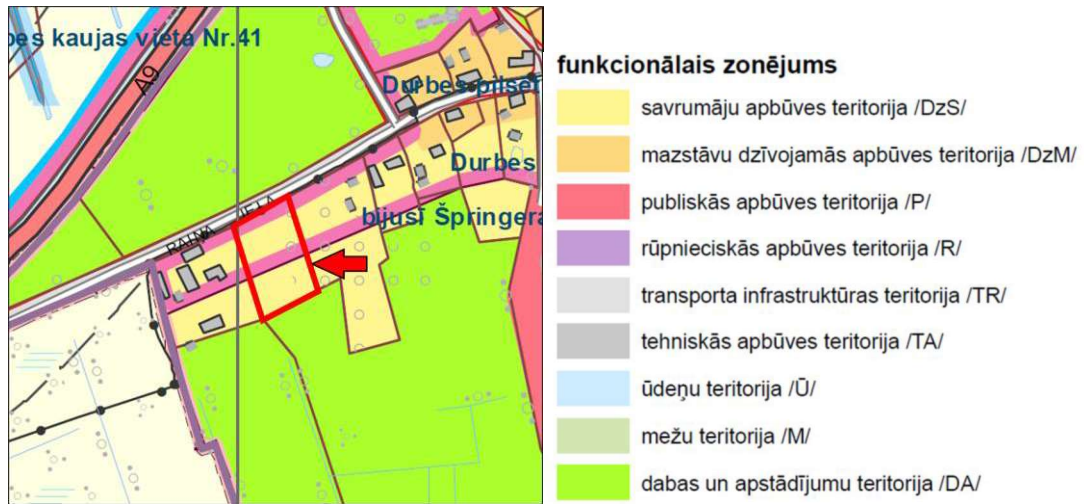 bes kaujas vieta Nr.41
A9
Durbes pilsēt
Durbes
bijusī Špringera
RAIŅA IELA
funkcionālais zonējums
savrumāju apbūves teritorija /DzS/
mazstāvu dzīvojamās apbūves teritorija /DzM/
publiskās apbūves teritorija /P/
rūpnieciskās apbūves teritorija /R/
transporta infrastruktūras teritorija /TR/
tehniskās apbūves teritorija /TA/
ūdeņu teritorija /Ū/
mežu teritorija /M/
dabas un apstādījumu teritorija /DA/